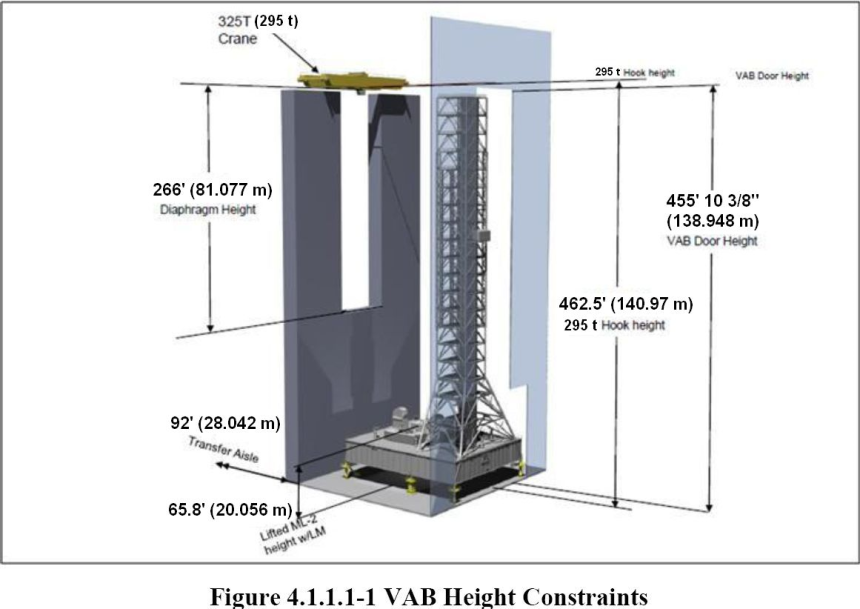 325T (295 t)
Crane
295 t Hook height
VAB Door Height
266' (81.077 m)
Diaphragm Height
455' 10 3/8"
(138.948 m)
VAB Door Height
462.5' (140.97 m)
295 t Hook height
92' (28.042 m)
Transfer Aisle
65.8' (20.056 m)
Lifted ML-2
height w/LM
Figure 4.1.1.1-1 VAB Height Constraints